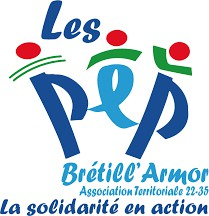 Les
pep
Brétill'Armor
Association Territoriale 22-35
La solidarité en action